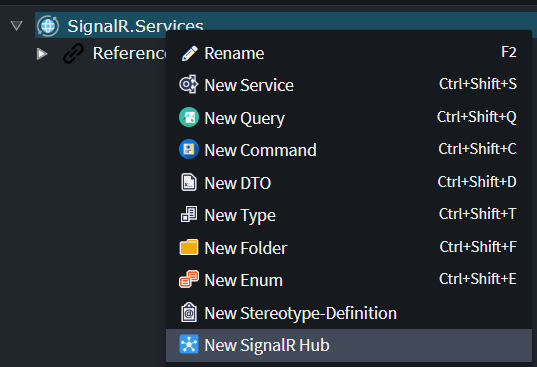 SignalR.Services
Reference
Rename F2
New Service Ctrl+Shift+S
New Query Ctrl+Shift+Q
New Command Ctrl+Shift+C
New DTO Ctrl+Shift+D
New Type Ctrl+Shift+T
New Folder Ctrl+Shift+F
New Enum Ctrl+Shift+E
New Stereotype-Definition
New SignalR Hub